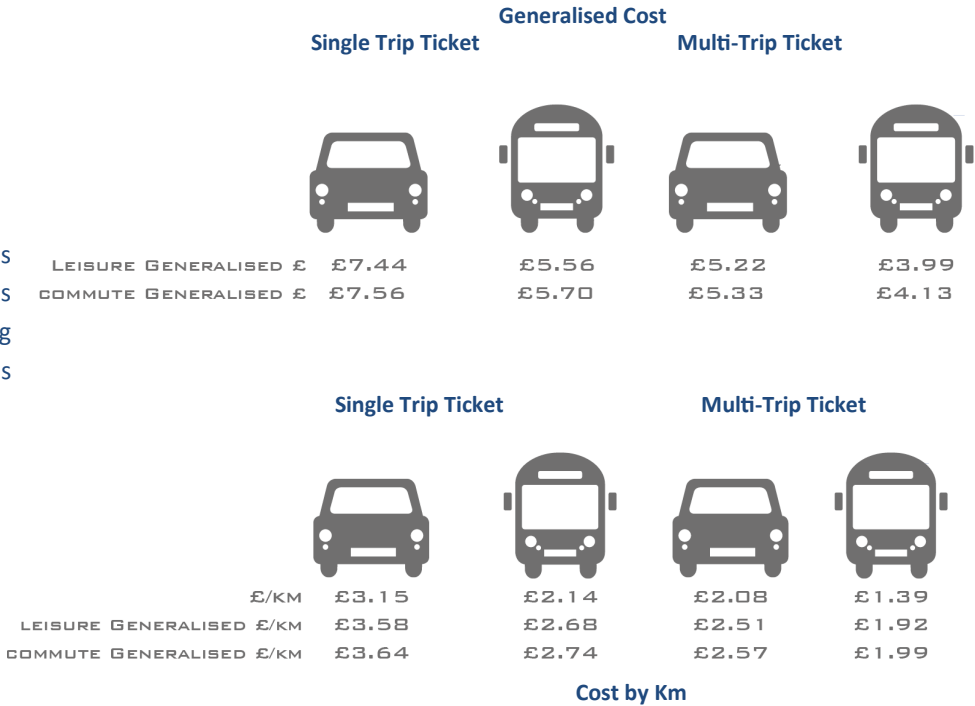 Generalised Cost
Single Trip Ticket Multi-Trip Ticket
s LEISURE GENERALISED £ £7.44 £5.56 £5.22 £3.99
s COMMUTE GENERALISED £ £7.56 £5.70 £5.33 £4.13
g
s
Single Trip Ticket Multi-Trip Ticket
£/KM £3.15 £2.14 £2.08 £1.39
LEISURE GENERALISED £/KM £3.58 £2.68 £2.51 £1.92
COMMUTE GENERALISED £/KM £3.64 £2.74 £2.57 £1.99
Cost by Km